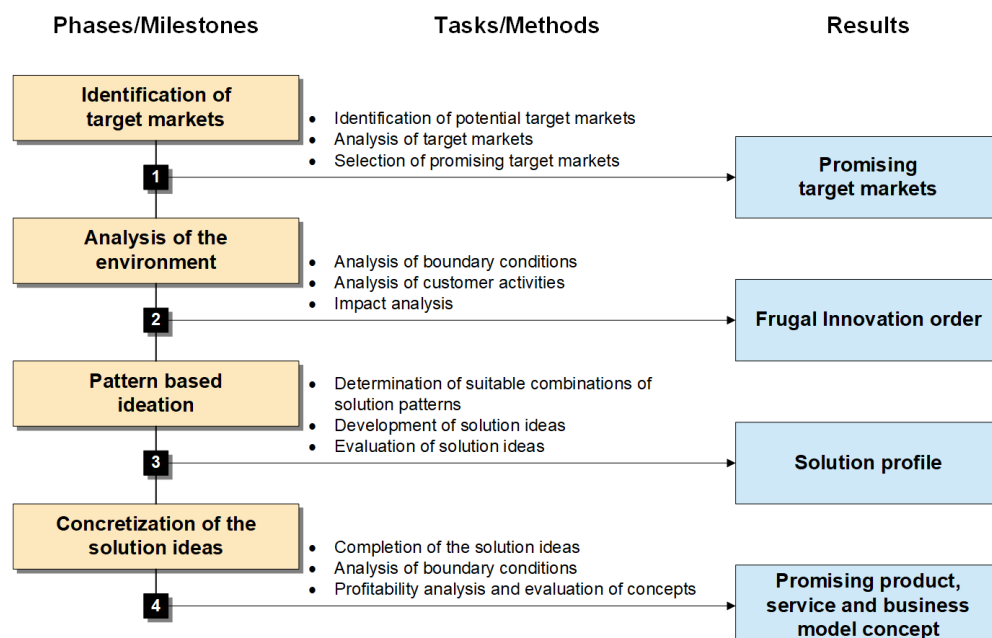 Phases/Milestones
Tasks/Methods
Results
Identification of
target markets
• Identification of potential target markets
• Analysis of target markets
• Selection of promising target markets
1
Promising
target markets
Analysis of the
environment
• Analysis of boundary conditions
• Analysis of customer activities
• Impact analysis
2
Frugal Innovation order
Pattern based
ideation
• Determination of suitable combinations of
solution patterns
• Development of solution ideas
• Evaluation of solution ideas
3
Solution profile
Concretization of the
solution ideas
• Completion of the solution ideas
• Analysis of boundary conditions
• Profitability analysis and evaluation of concepts
4
Promising product,
service and business
model concept